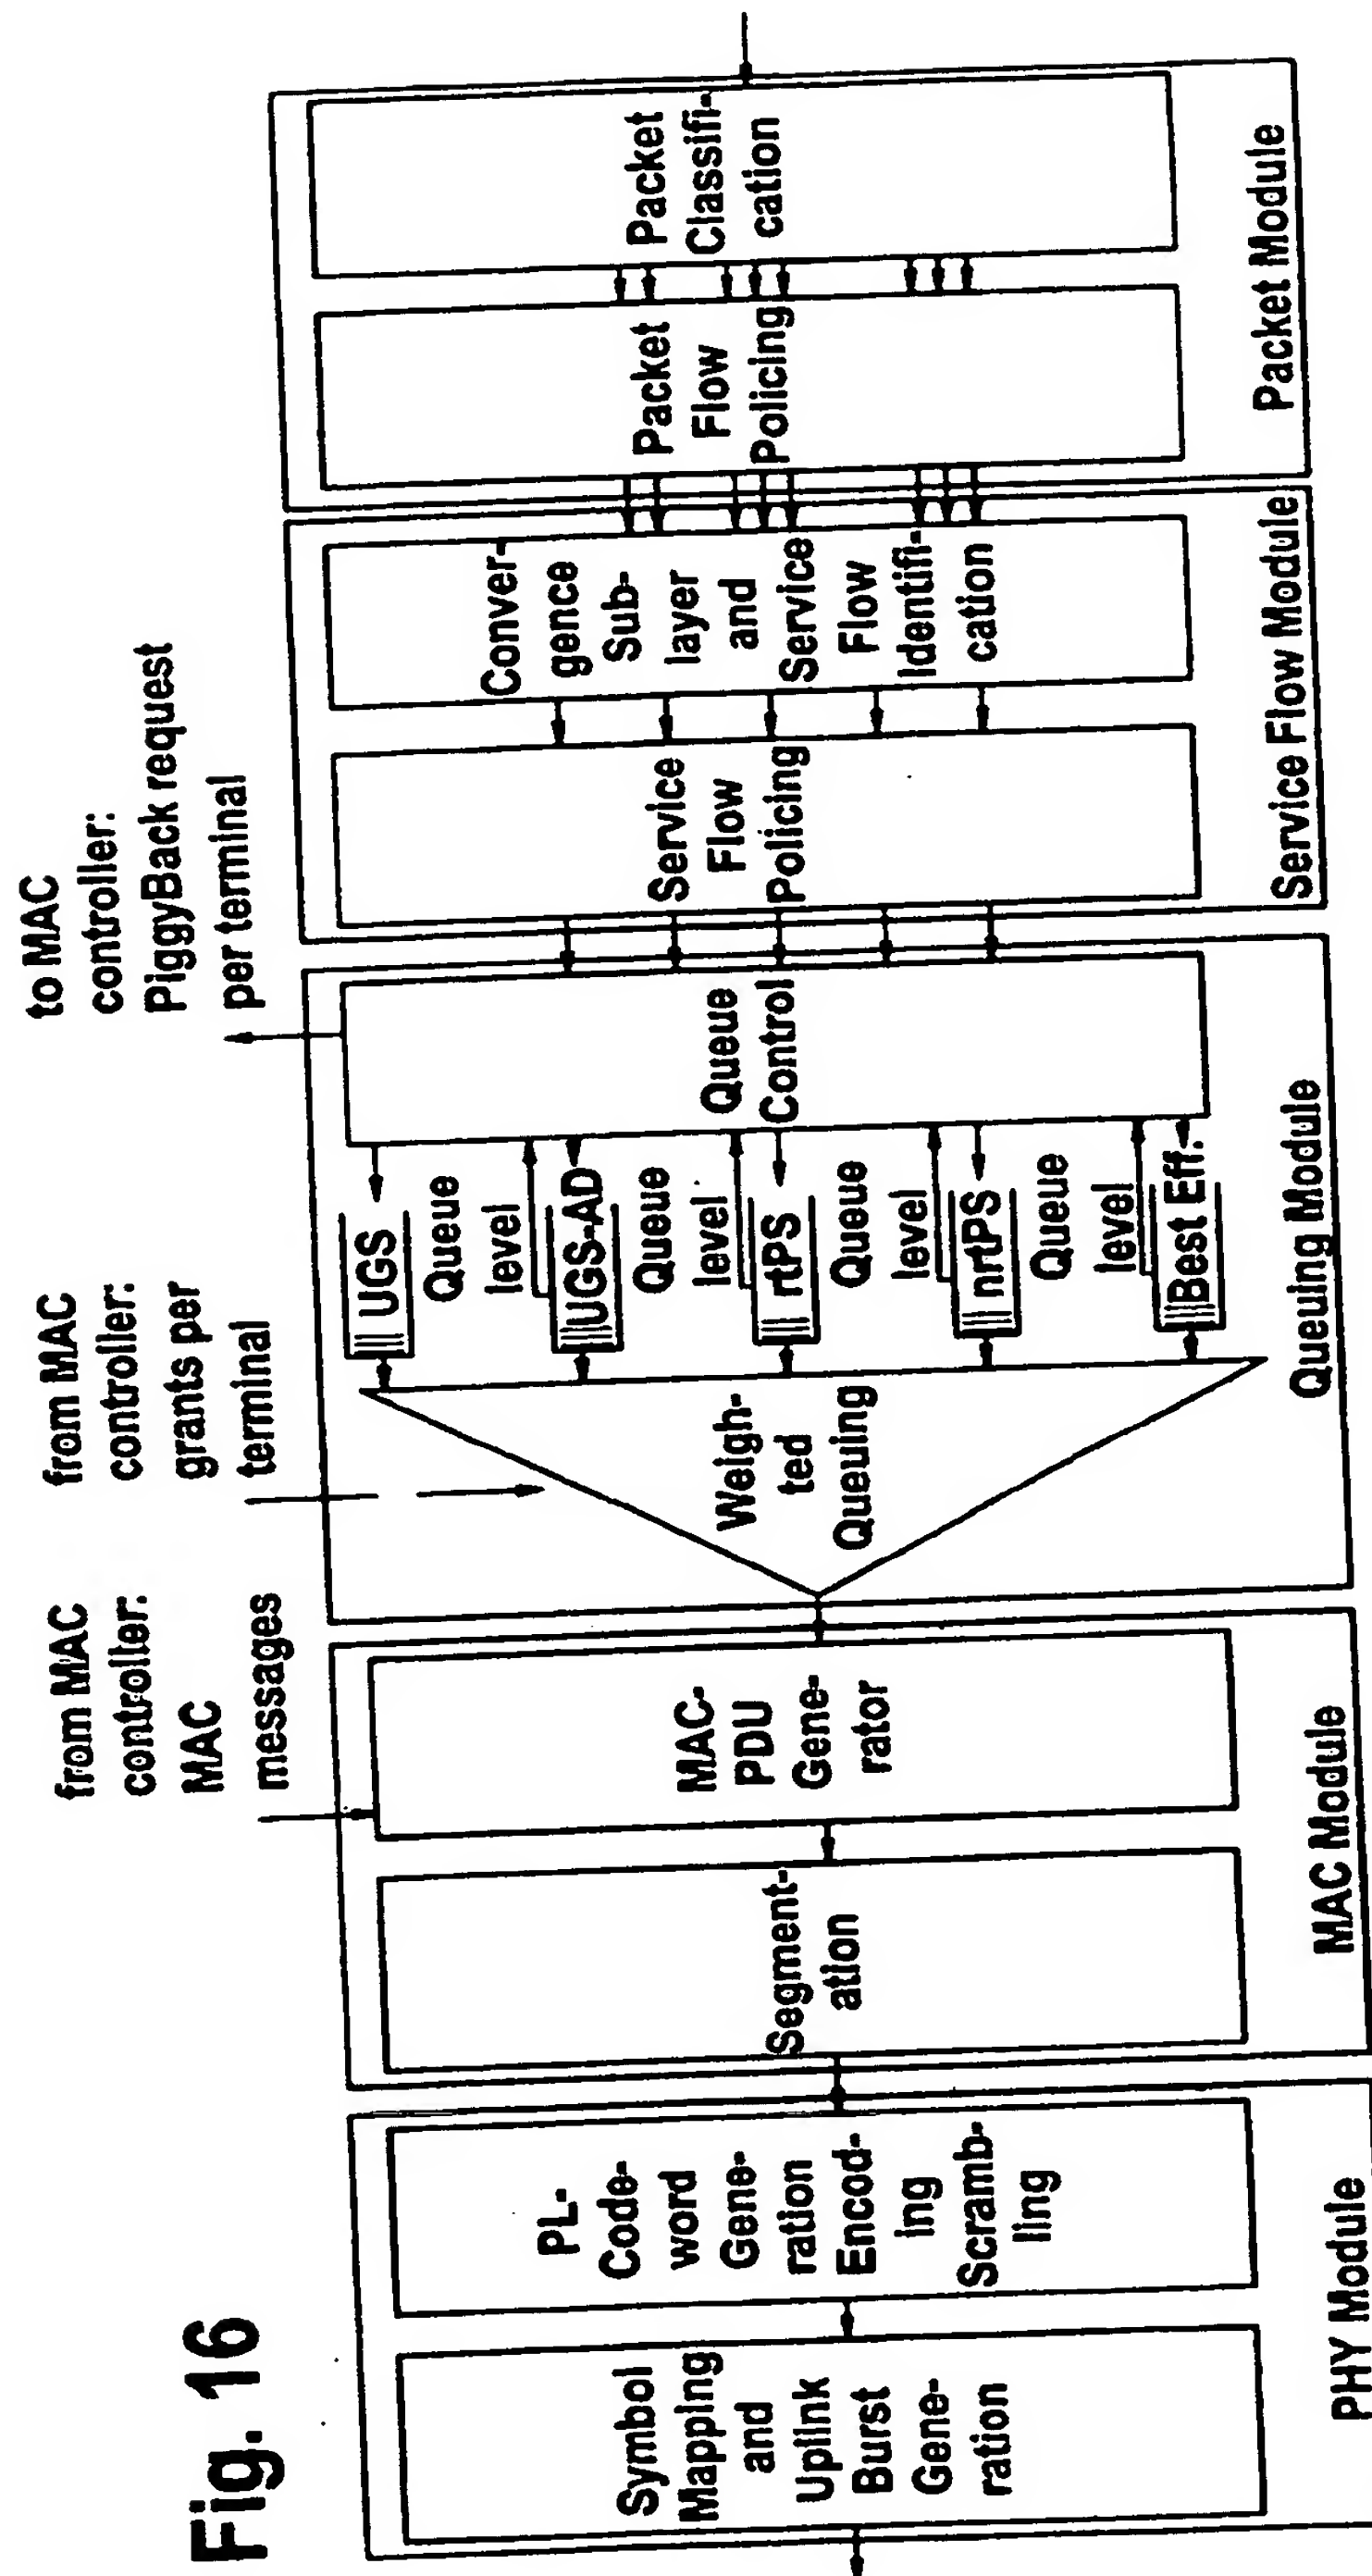 Fig. 16
from MAC
controller:
MAC
messages
from MAC
controller:
grants per
terminal
to MAC
controller:
PiggyBack request
per terminal
Symbol
Mapping
and
Uplink
Burst
Gene-
ration
PL-
Code-
word
Gene-
ration
Encod-
ing
Scramb-
ling
PHY Module
Segment-
ation
MAC-
PDU
Gene-
rator
MAC Module
Weigh-
ted
Queuing
UGS
Queue
level
UGS-AD
Queue
level
rtPS
Queue
level
nrtPS
Queue
level
Best Eff.
Queue
Control
Queuing Module
Service
Flow
Policing
Conver-
gence
Sub-
layer
and
Service
Flow
Identifi-
cation
Service Flow Module
Packet
Flow
Policing
Packet
Classifi-
cation
Packet Module